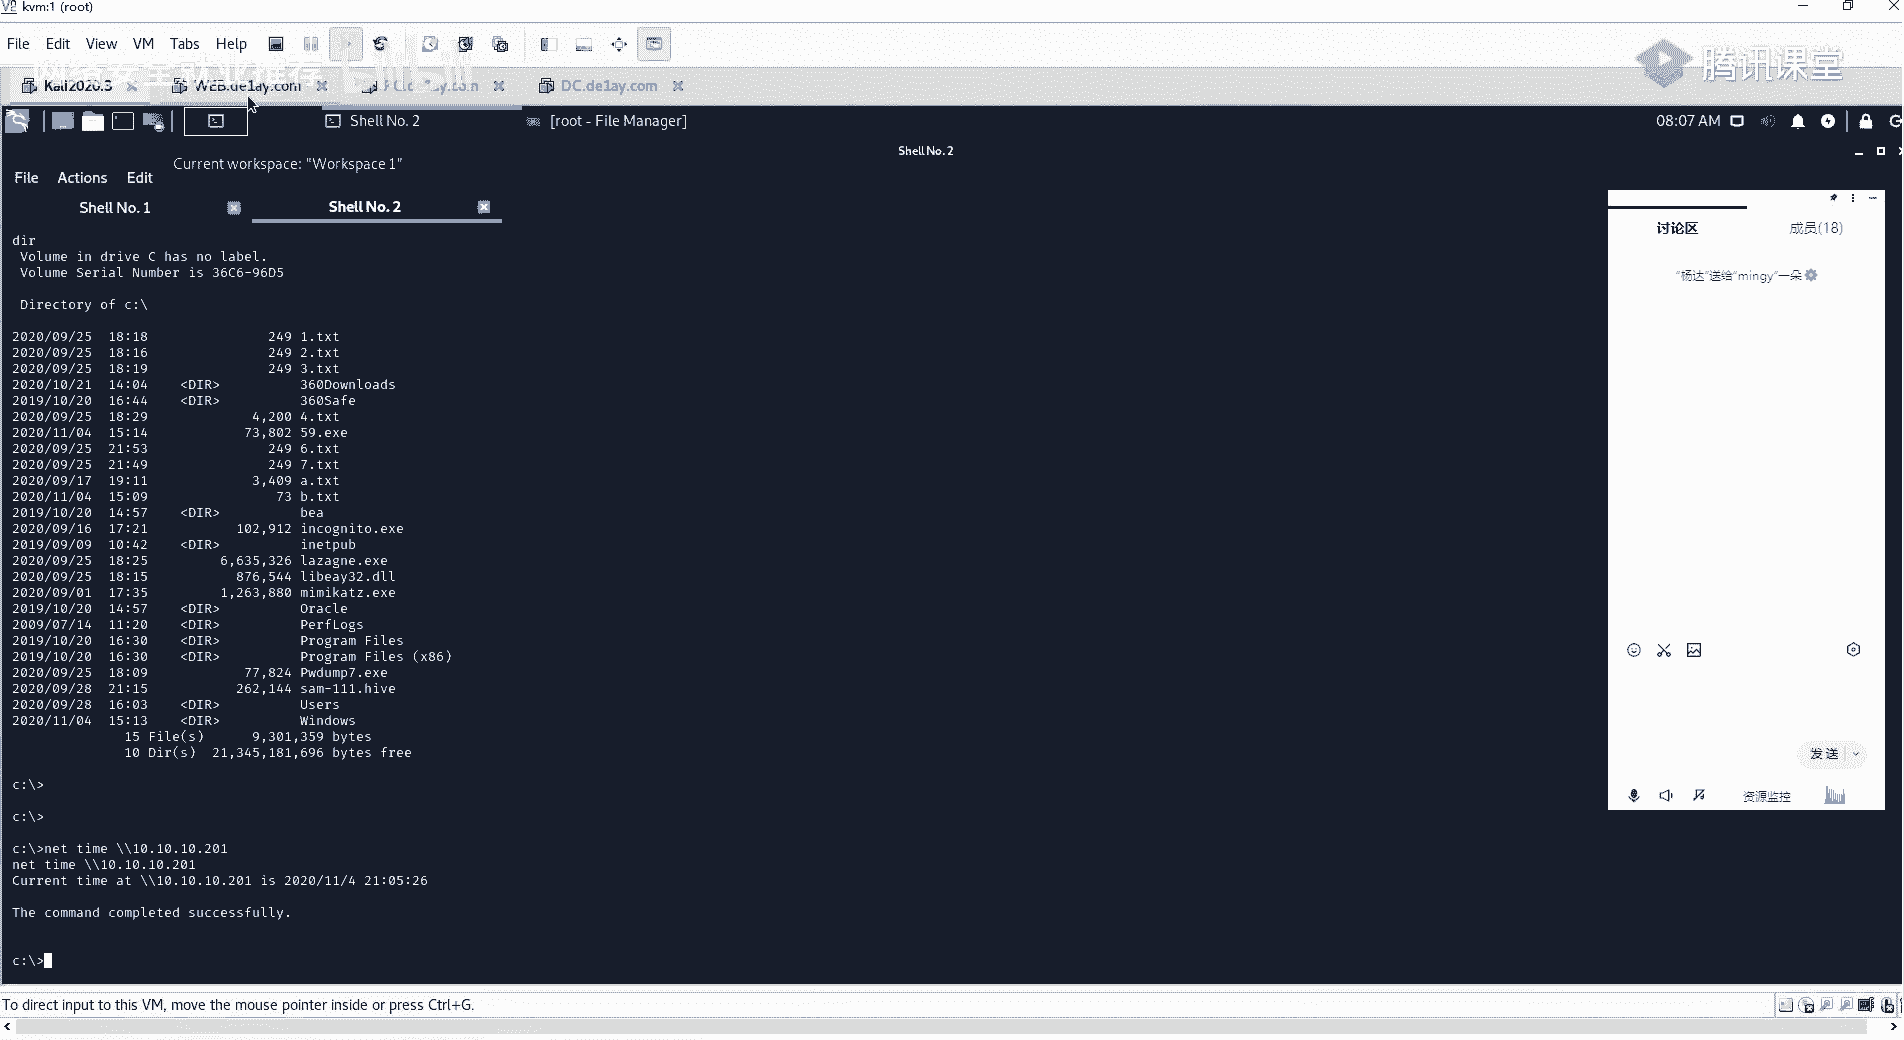 kvm:1 (root)
File Edit View VM Tabs Help
腾讯课堂
Kali2020.3 WEB.de1ay.com DC.de1ay.com
Shell No. 2 [root - File Manager] 08:07 AM
Current workspace: "Workspace 1"
Shell No. 2
File Actions Edit
Shell No. 1 Shell No. 2
dir
Volume in drive C has no label.
Volume Serial Number is 36C6-96D5
Directory of c:\
2020/09/25 18:18 249 1.txt
2020/09/25 18:16 249 2.txt
2020/09/25 18:19 249 3.txt
2020/10/21 14:04 <DIR> 360Downloads
2019/10/20 16:44 <DIR> 360Safe
2020/09/25 18:29 4,200 4.txt
2020/11/04 15:14 73,802 59.exe
2020/09/25 21:53 249 6.txt
2020/09/25 21:49 249 7.txt
2020/09/17 19:11 3,409 a.txt
2020/11/04 15:09 73 b.txt
2019/10/20 14:57 <DIR> bea
2020/09/16 17:21 102,912 incognito.exe
2019/09/09 10:42 <DIR> inetpub
2020/09/25 18:25 6,635,326 lazagne.exe
2020/09/25 18:15 876,544 libeay32.dll
2020/09/01 17:35 1,263,880 mimikatz.exe
2019/10/20 14:57 <DIR> Oracle
2009/07/14 11:20 <DIR> PerfLogs
2019/10/20 16:30 <DIR> Program Files
2019/10/20 16:30 <DIR> Program Files (x86)
2020/09/25 18:09 77,824 Pwdump7.exe
2020/09/28 21:15 262,144 sam-111.hive
2020/09/28 16:03 <DIR> Users
2020/11/04 15:13 <DIR> Windows
15 File(s) 9,301,359 bytes
10 Dir(s) 21,345,181,696 bytes free
c:\>
c:\>
c:\>net time \\10.10.10.201
net time \\10.10.10.201
Current time at \\10.10.10.201 is 2020/11/4 21:05:26
The command completed successfully.
c:\>
讨论区 成员(18)
"杨达"送给"mingy"一朵
发送
资源监控
To direct input to this VM, move the mouse pointer inside or press Ctrl+G.